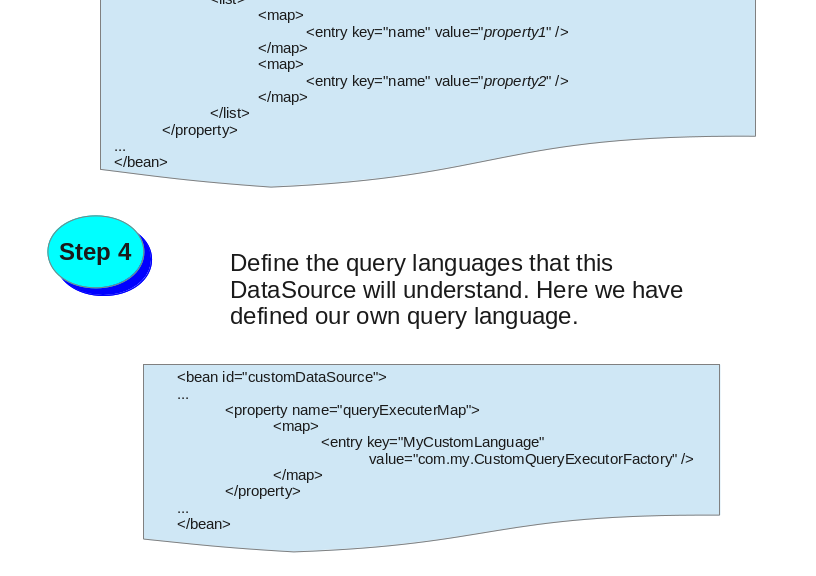 <list>
<map>
<entry key="name" value="property1" />
</map>
<map>
<entry key="name" value="property2" />
</map>
</list>
</property>
...
</bean>
Step 4
Define the query languages that this
DataSource will understand. Here we have
defined our own query language.
<bean id="customDataSource">
...
<property name="queryExecuterMap">
<map>
<entry key="MyCustomLanguage"
value="com.my.CustomQueryExecutorFactory" />
</map>
</property>
...
</bean>